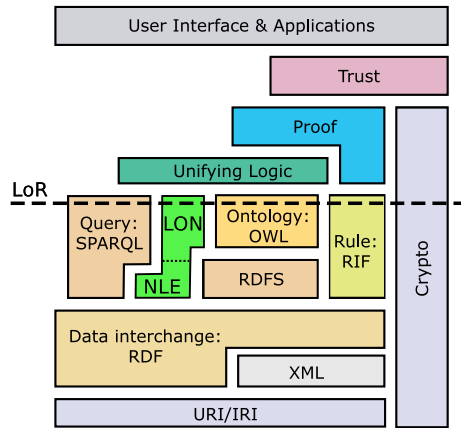 User Interface & Applications
Trust
Proof
Unifying Logic
LoR
Query:
SPARQL
LON
NLE
Ontology:
OWL
RDFS
Rule:
RIF
Crypto
Data interchange:
RDF
XML
URI/IRI